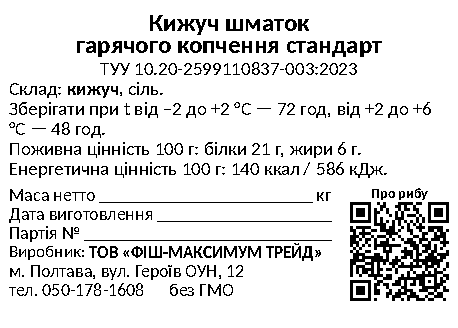 Кижуч шматок
гарячого копчення стандарт
ТУУ 10.20-2599110837-003:2023
Склад: кижуч, сіль.
Зберігати при t від –2 до +2 °C — 72 год, від +2 до +6
°C — 48 год.
Поживна цінність 100 г: білки 21 г, жири 6 г.
Енергетична цінність 100 г: 140 ккал / 586 кДж.
Маса нетто ______________________ кг
Дата виготовлення _________________
Партія № _________________________
Виробник: ТОВ «ФІШ-МАКСИМУМ ТРЕЙД»
м. Полтава, вул. Героїв ОУН, 12
тел. 050-178-1608 без ГМО
Про рибу